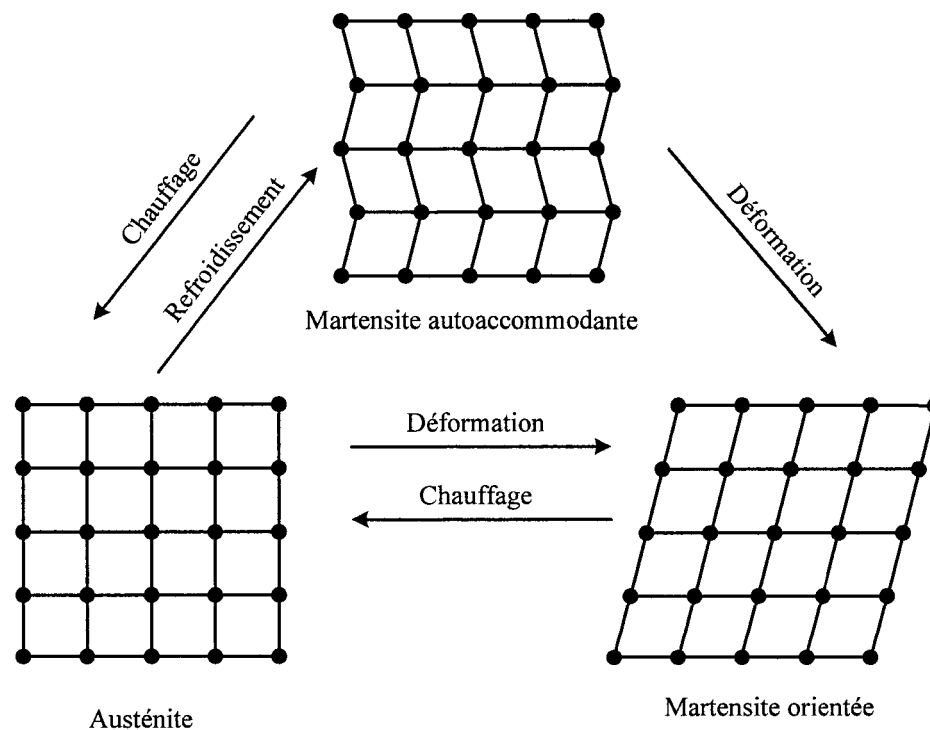 Chauffage
Refroidissement
Déformation
Martensite autoaccommodante
Déformation
Chauffage
Austénite
Martensite orientée